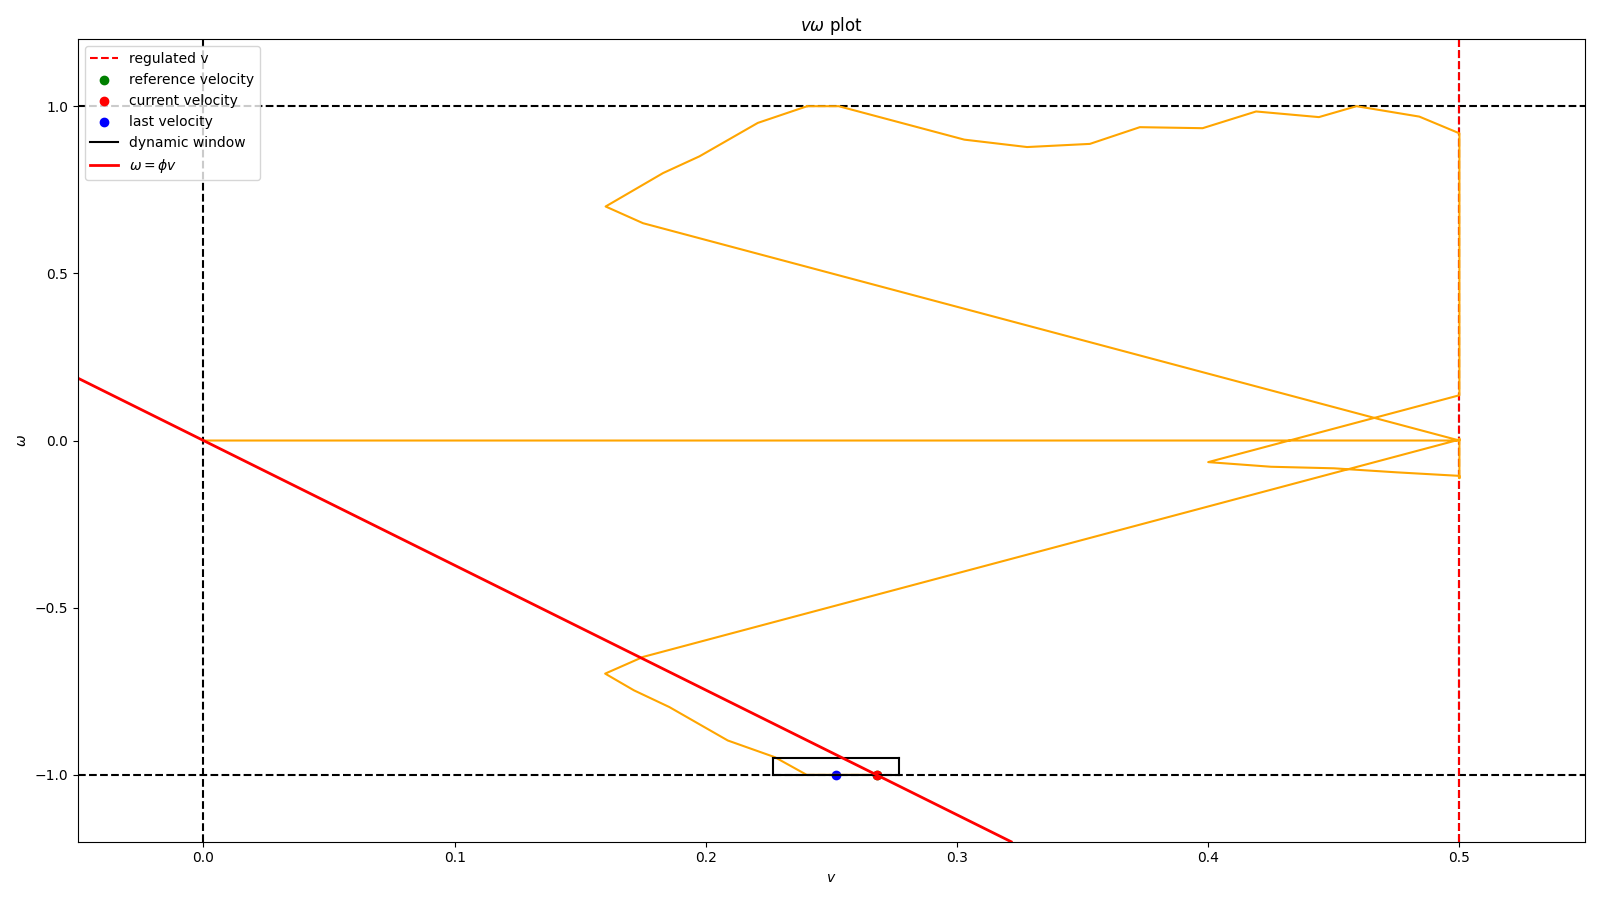 vω plot
regulated v
reference velocity
current velocity
last velocity
dynamic window
ω = ϕv
1.0
0.5
0.0
−0.5
−1.0
ω
0.0 0.1 0.2 0.3 0.4 0.5
v